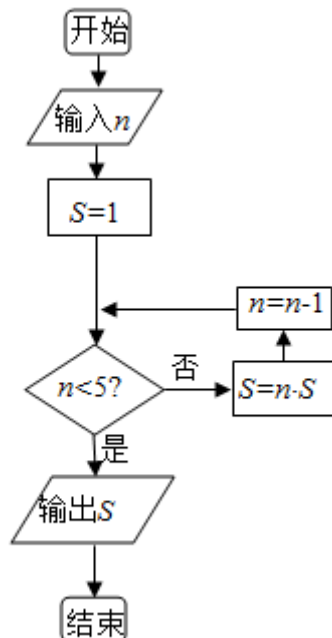 开始
输入n
S=1
n=n-1
n<5?
否
S=n·S
是
输出S
结束